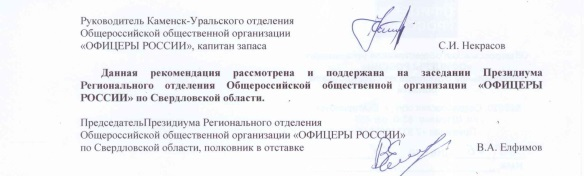 Руководитель Каменск-Уральского отделения
Общероссийской общественной организации
«ОФИЦЕРЫ РОССИИ», капитан запаса С.И. Некрасов
Данная рекомендация рассмотрена и поддержана на заседании Президиума
Регионального отделения Общероссийской общественной организации «ОФИЦЕРЫ
РОССИИ» по Свердловской области.
ПредседательПрезидиума Регионального отделения
Общероссийской общественной организации «ОФИЦЕРЫ РОССИИ»
по Свердловской области, полковник в отставке В.А. Елфимов